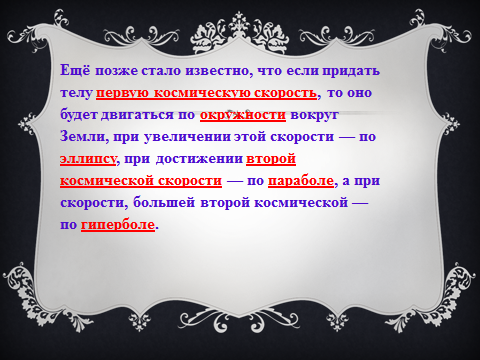 Ещё позже стало известно, что если придать
телу первую космическую скорость, то оно
будет двигаться по окружности вокруг
Земли, при увеличении этой скорости — по
эллипсу, при достижении второй
космической скорости — по параболе, а при
скорости, большей второй космической —
по гиперболе.